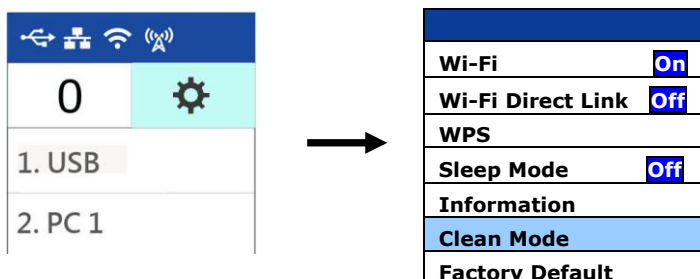 0
1. USB
2. PC 1
Wi-Fi On
Wi-Fi Direct Link Off
WPS
Sleep Mode Off
Information
Clean Mode
Factory Default